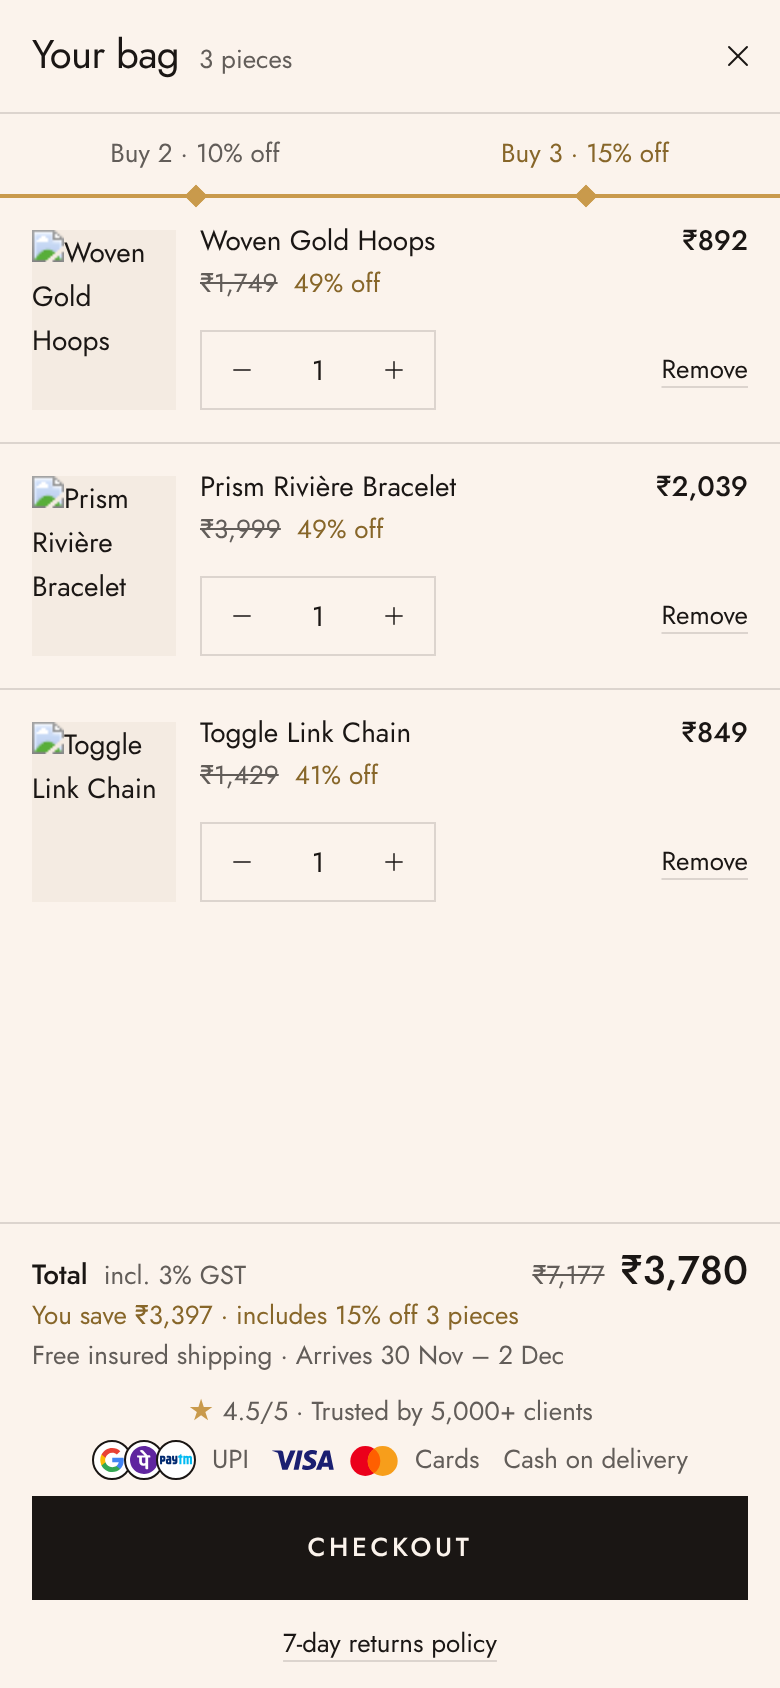 Your bag 3 pieces
Buy 2 · 10% off Buy 3 · 15% off
Woven Gold Hoops
Woven Gold Hoops ₹892
₹1,749 49% off
− 1 + Remove
Prism Rivière Bracelet
Prism Rivière Bracelet ₹2,039
₹3,999 49% off
− 1 + Remove
Toggle Link Chain
Toggle Link Chain ₹849
₹1,429 41% off
− 1 + Remove
Total incl. 3% GST ₹7,177 ₹3,780
You save ₹3,397 · includes 15% off 3 pieces
Free insured shipping · Arrives 30 Nov – 2 Dec
★ 4.5/5 · Trusted by 5,000+ clients
G पे paytm UPI VISA Cards Cash on delivery
CHECKOUT
7-day returns policy